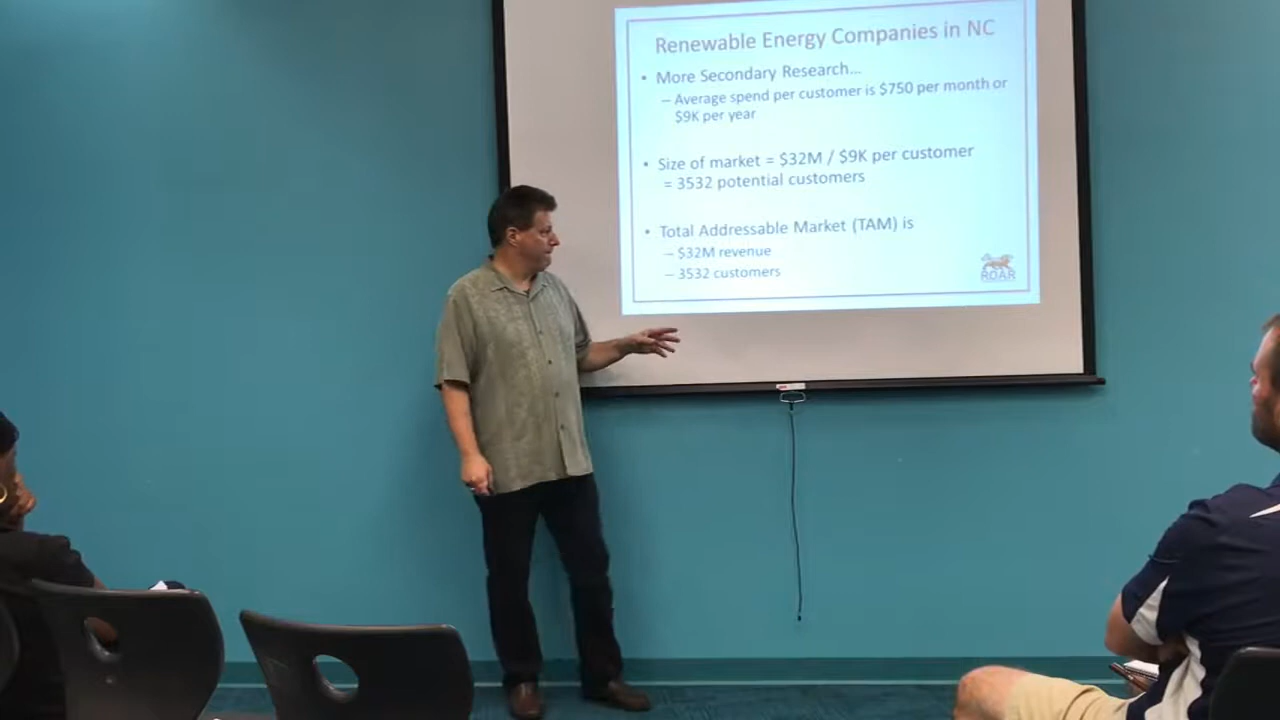 Renewable Energy Companies in NC
• More Secondary Research...
– Average spend per customer is $750 per month or
$9K per year
• Size of market = $32M / $9K per customer
= 3532 potential customers
• Total Addressable Market (TAM) is
– $32M revenue
– 3532 customers
ROAR